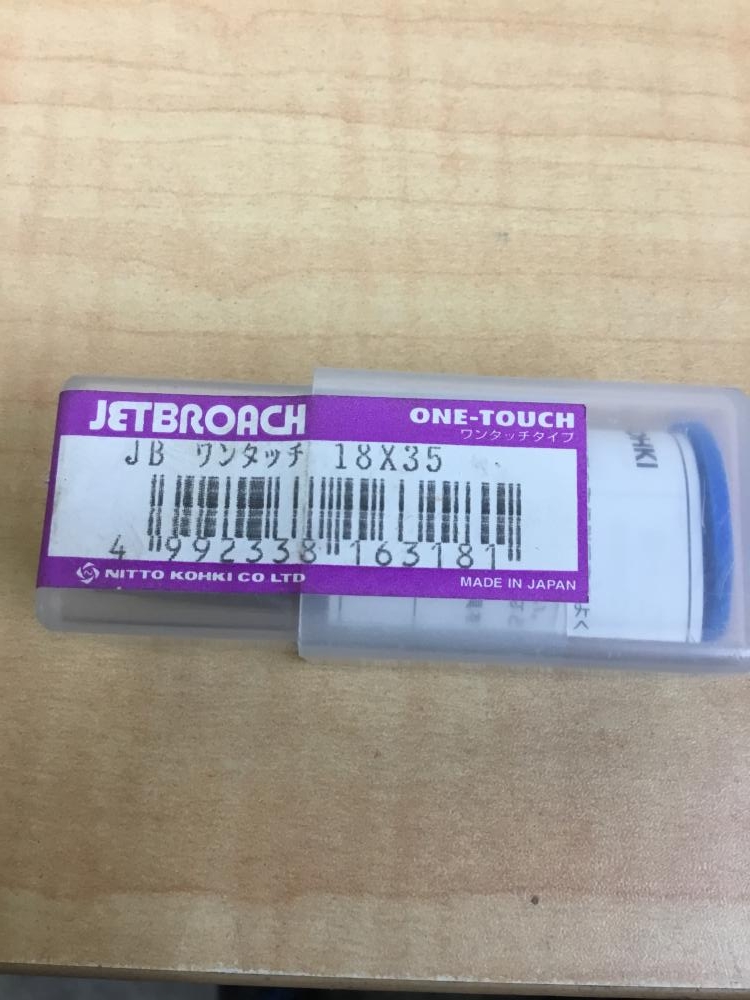 JETBROACH
ONE-TOUCH
ワンタッチタイプ
JB ワンタッチ 18X35
4 992338 163181
NITTO KOHKI CO LTD
MADE IN JAPAN
OHKI